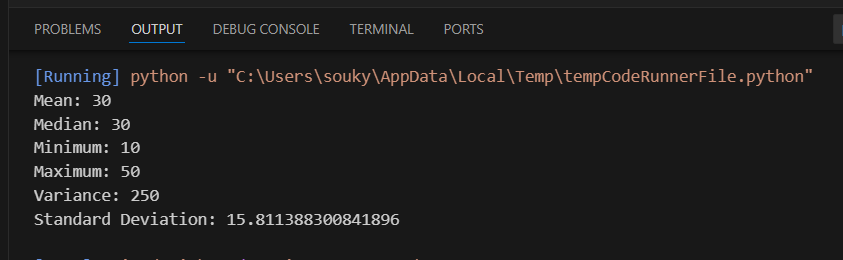 PROBLEMS OUTPUT DEBUG CONSOLE TERMINAL PORTS
[Running] python -u "C:\Users\souky\AppData\Local\Temp\tempCodeRunnerFile.python"
Mean: 30
Median: 30
Minimum: 10
Maximum: 50
Variance: 250
Standard Deviation: 15.811388300841896